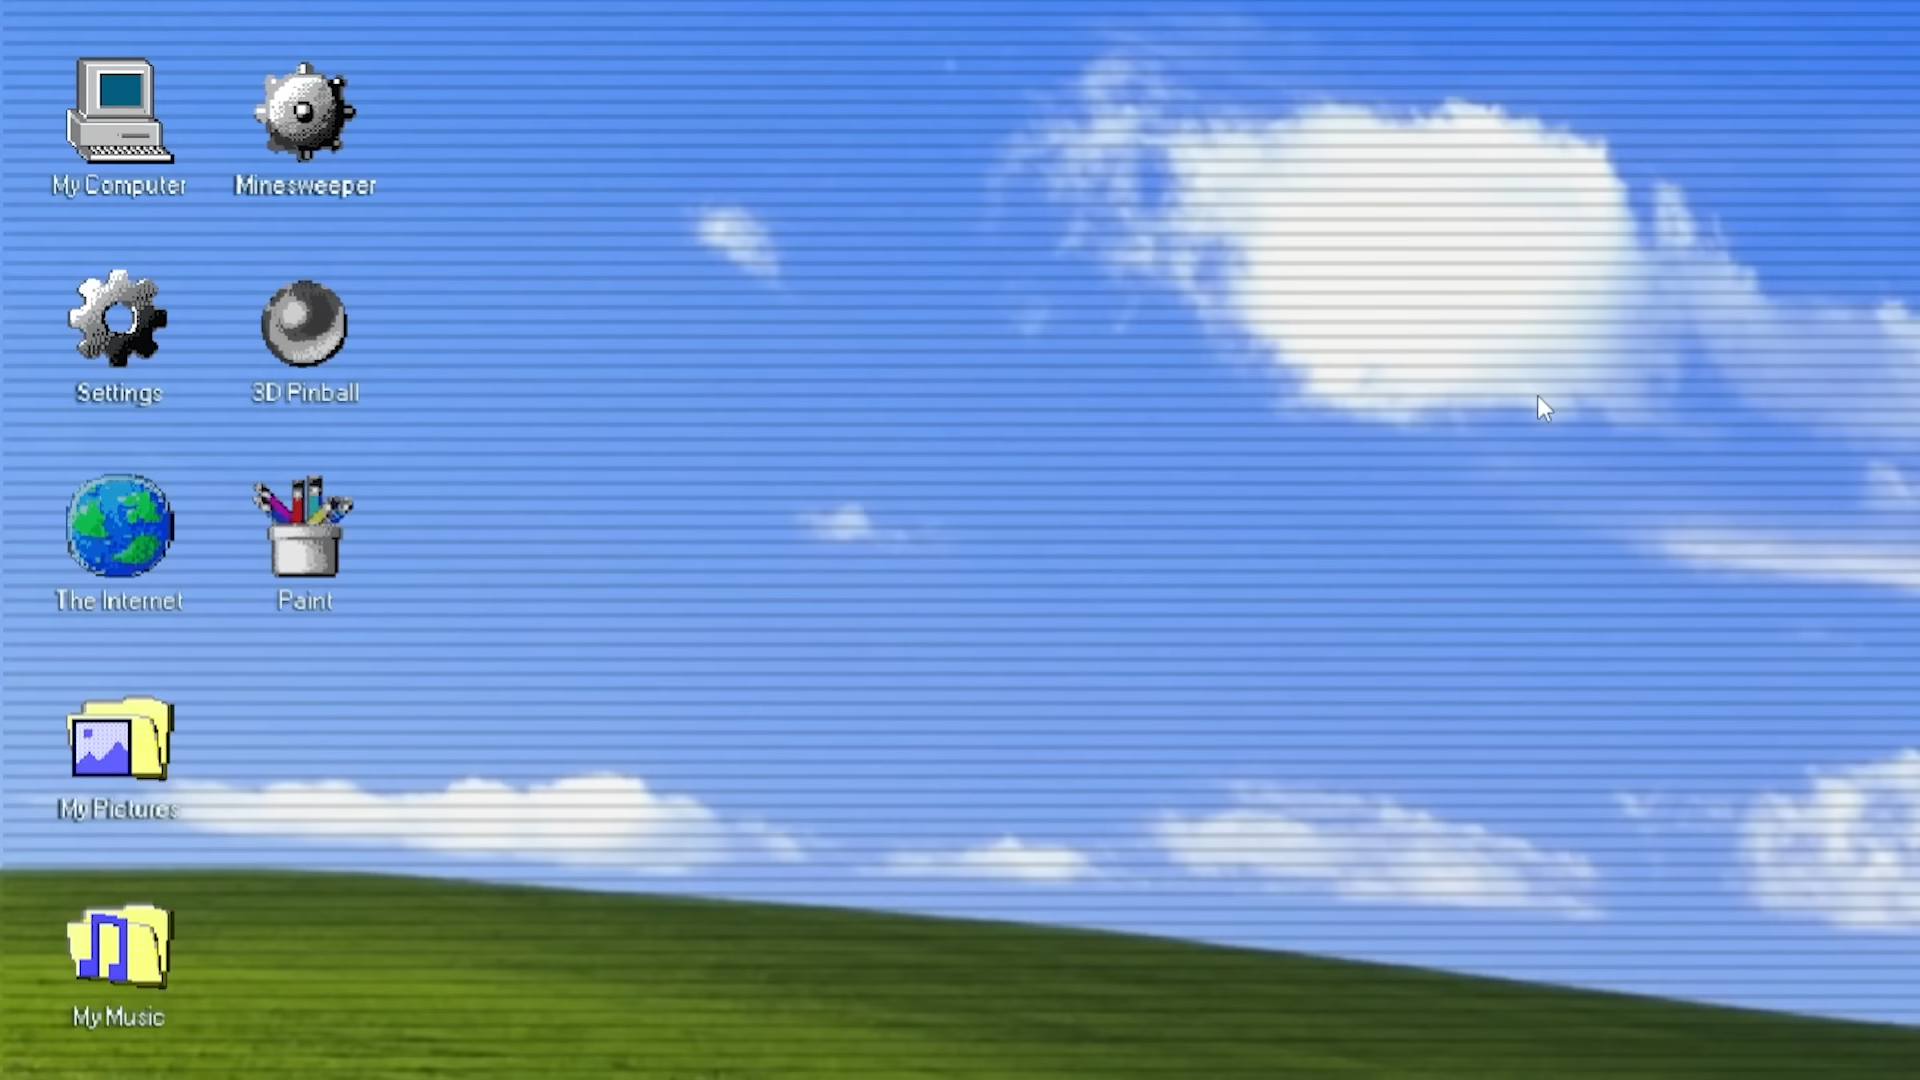 My Computer
Minesweeper
Settings
3D Pinball
The Internet
Paint
My Pictures
My Music